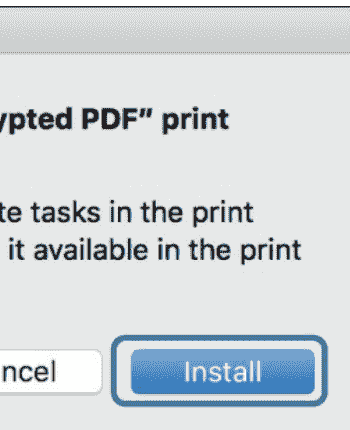 ypted PDF” print
te tasks in the print
it available in the print
ncel
Install